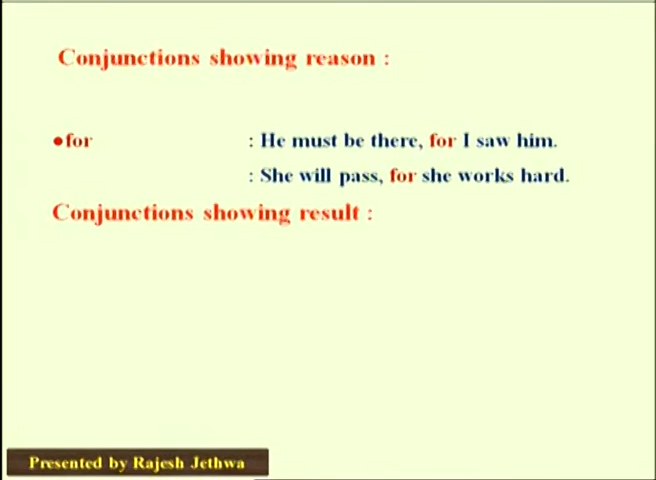 Conjunctions showing reason :
●for : He must be there, for I saw him.
: She will pass, for she works hard.
Conjunctions showing result :
Presented by Rajesh Jethwa